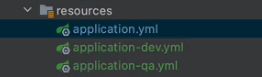 resources
application.yml
application-dev.yml
application-qa.yml